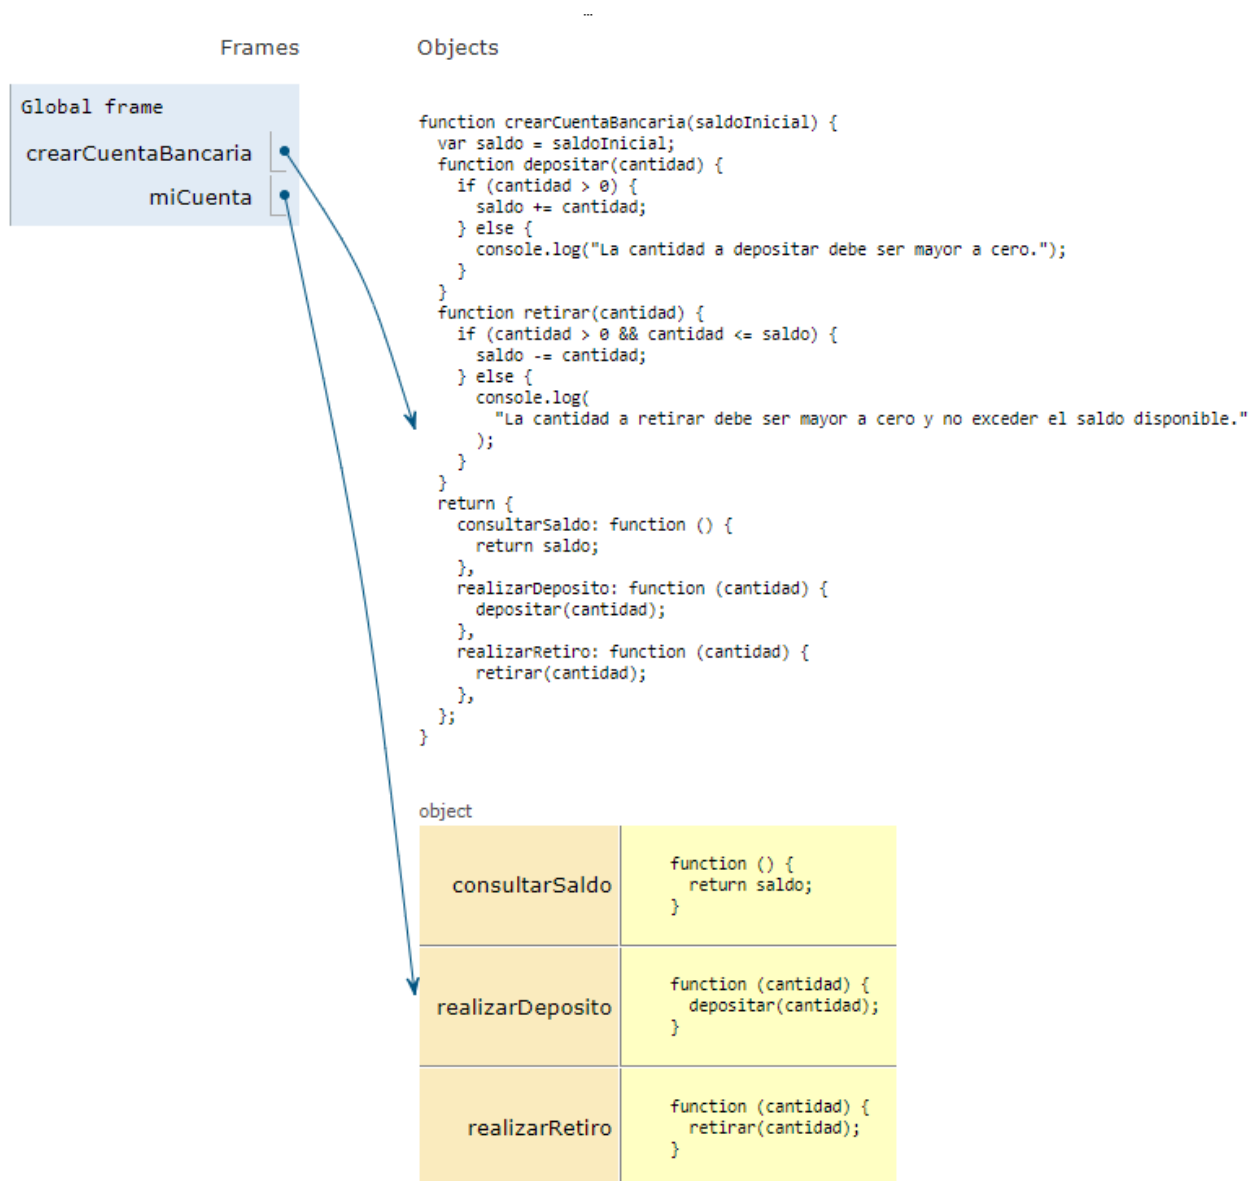 ...
Frames Objects
Global frame
crearCuentaBancaria
miCuenta
function crearCuentaBancaria(saldoInicial) {
  var saldo = saldoInicial;
  function depositar(cantidad) {
    if (cantidad > 0) {
      saldo += cantidad;
    } else {
      console.log("La cantidad a depositar debe ser mayor a cero.");
    }
  }
  function retirar(cantidad) {
    if (cantidad > 0 && cantidad <= saldo) {
      saldo -= cantidad;
    } else {
      console.log(
        "La cantidad a retirar debe ser mayor a cero y no exceder el saldo disponible."
      );
    }
  }
  return {
    consultarSaldo: function () {
      return saldo;
    },
    realizarDeposito: function (cantidad) {
      depositar(cantidad);
    },
    realizarRetiro: function (cantidad) {
      retirar(cantidad);
    },
  };
}
object
consultarSaldo
function () {
  return saldo;
}
realizarDeposito
function (cantidad) {
  depositar(cantidad);
}
realizarRetiro
function (cantidad) {
  retirar(cantidad);
}